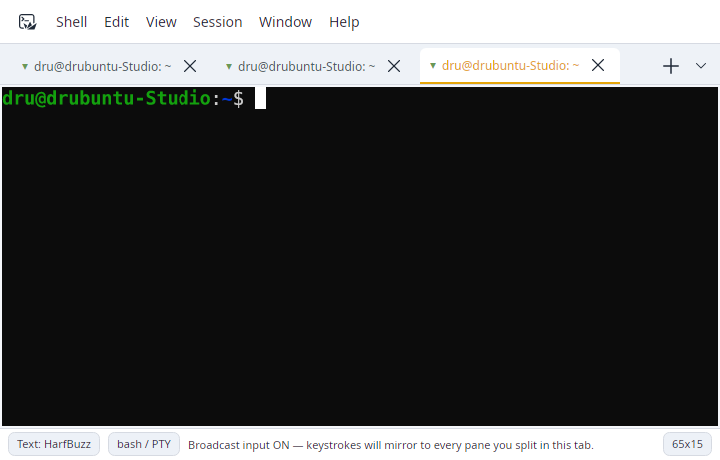 Shell Edit View Session Window Help
dru@drubuntu-Studio: ~ dru@drubuntu-Studio: ~ dru@drubuntu-Studio: ~
dru@drubuntu-Studio:~$
Text: HarfBuzz bash / PTY Broadcast input ON — keystrokes will mirror to every pane you split in this tab. 65x15